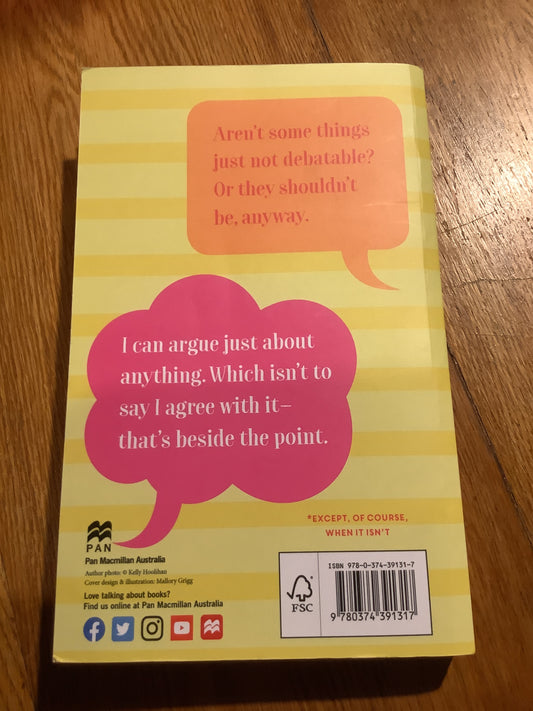 Aren't some things
just not debatable?
Or they shouldn't
be, anyway.
I can argue just about
anything. Which isn't to
say I agree with it–
that's beside the point.
*EXCEPT, OF COURSE,
WHEN IT ISN'T
PAN
Pan Macmillan Australia
Author photo: © Kelly Hoolihan
Cover design & illustration: Mallory Grigg
Love talking about books?
Find us online at Pan Macmillan Australia
FSC
ISBN 978-0-374-39131-7
9 780374 391317